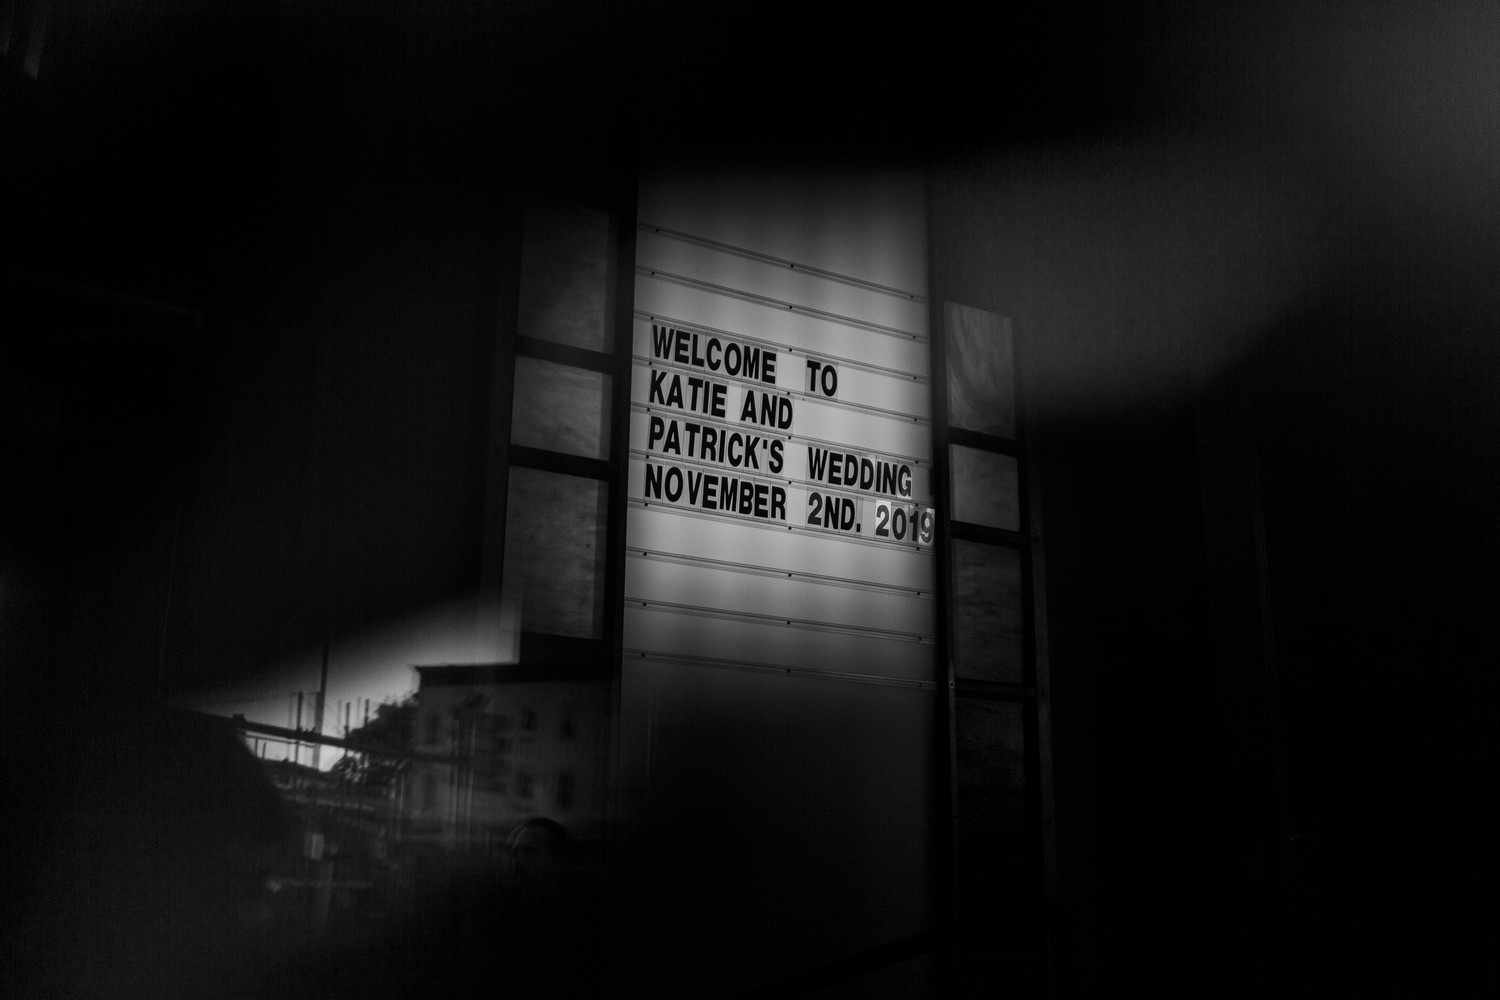 WELCOME TO
KATIE AND
PATRICK'S WEDDING
NOVEMBER 2ND. 2019